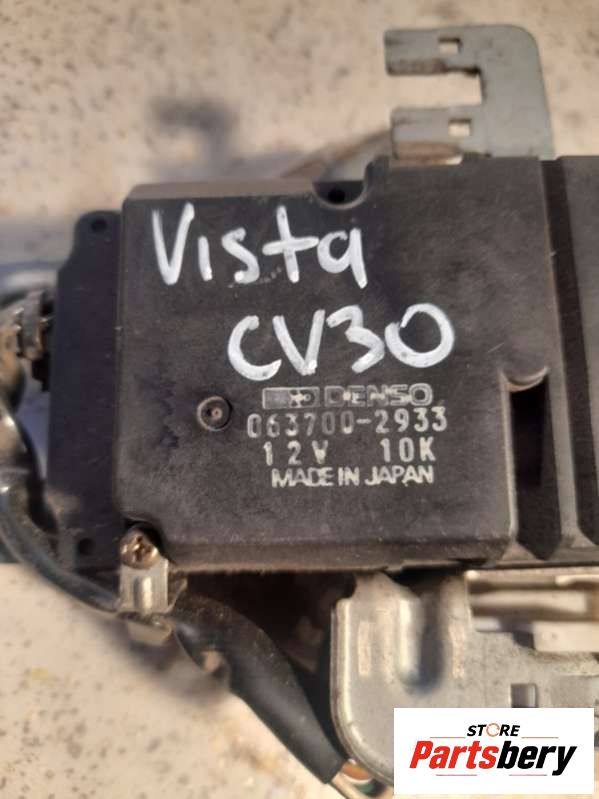 Vista
CV30
DENSO
063700-2933
12V 10K
MADE IN JAPAN
STORE
Partsbery